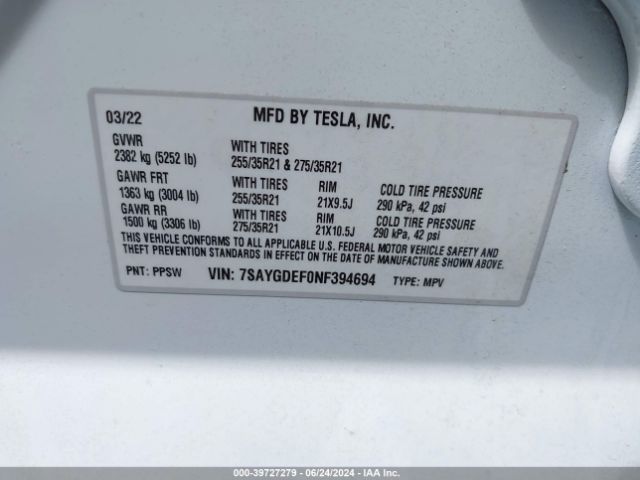 03/22 MFD BY TESLA, INC.
GVWR WITH TIRES
2382 kg (5252 lb) 255/35R21 & 275/35R21
GAWR FRT WITH TIRES RIM COLD TIRE PRESSURE
1363 kg (3004 lb) 255/35R21 21X9.5J 290 kPa, 42 psi
GAWR RR WITH TIRES RIM COLD TIRE PRESSURE
1500 kg (3306 lb) 275/35R21 21X10.5J 290 kPa, 42 psi
THIS VEHICLE CONFORMS TO ALL APPLICABLE U.S. FEDERAL MOTOR VEHICLE SAFETY AND
THEFT PREVENTION STANDARDS IN EFFECT ON THE DATE OF MANUFACTURE SHOWN ABOVE.
PNT: PPSW VIN: 7SAYGDEF0NF394694 TYPE: MPV
000-39727279 - 06/24/2024 - IAA Inc.